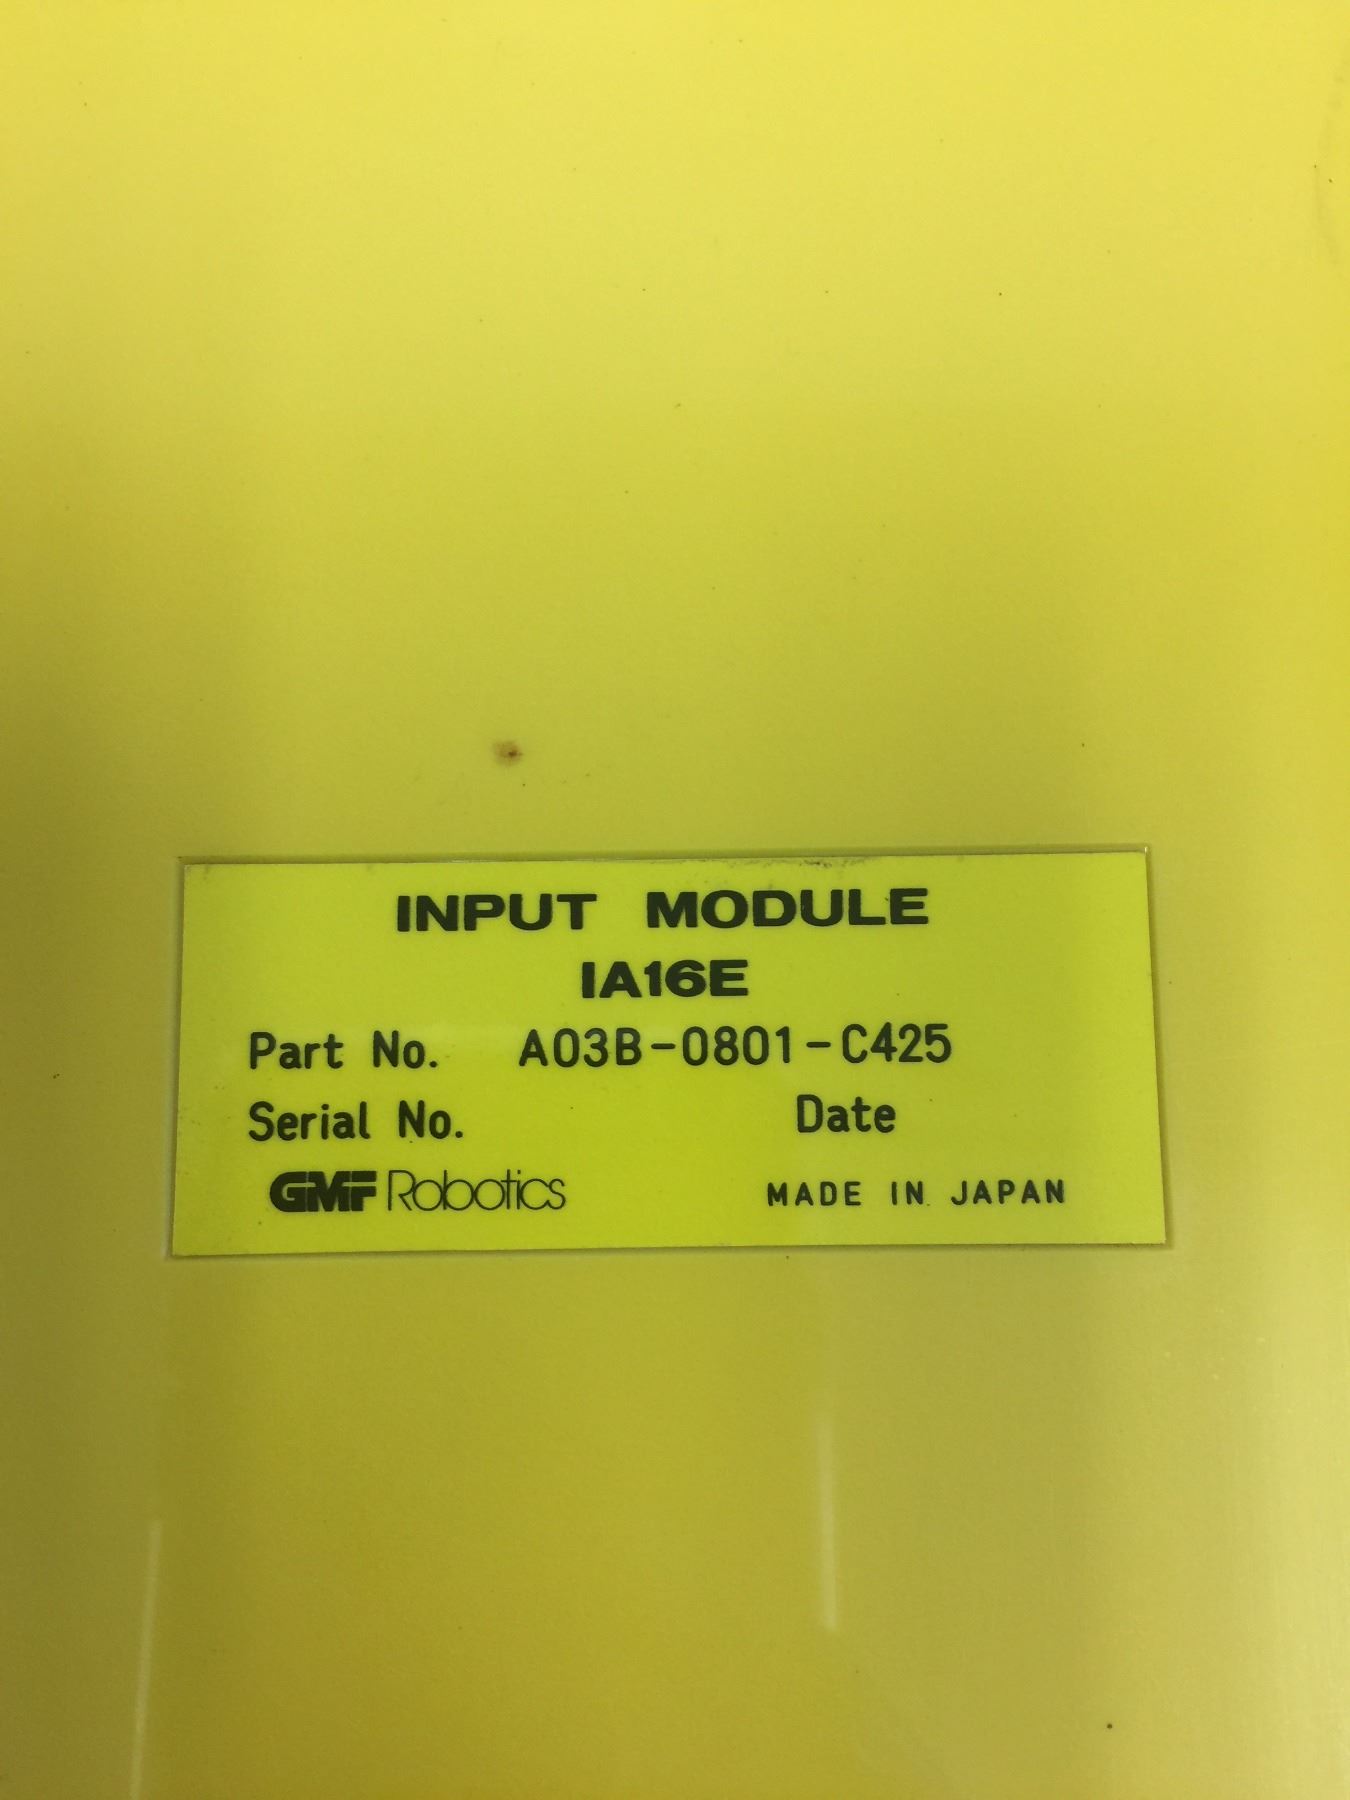 INPUT MODULE
IA16E
Part No. A03B-0801-C425
Serial No. Date
GMF Robotics MADE IN JAPAN